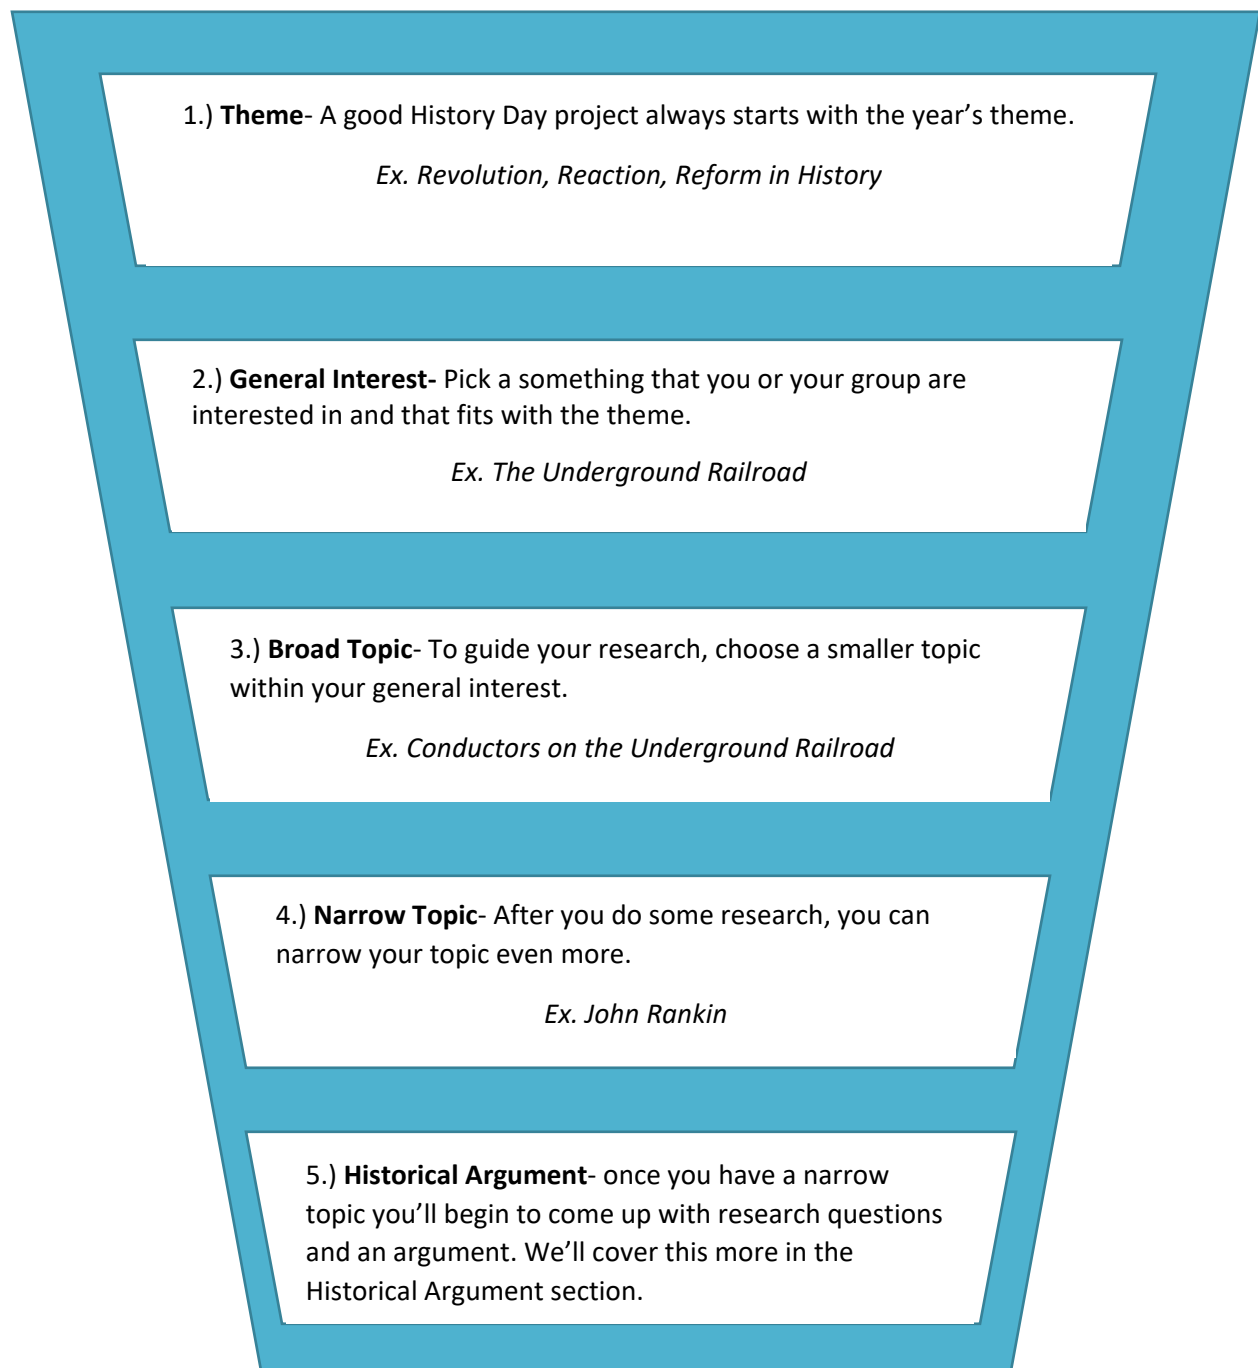 1.) Theme- A good History Day project always starts with the year’s theme.
Ex. Revolution, Reaction, Reform in History
2.) General Interest- Pick a something that you or your group are
interested in and that fits with the theme.
Ex. The Underground Railroad
3.) Broad Topic- To guide your research, choose a smaller topic
within your general interest.
Ex. Conductors on the Underground Railroad
4.) Narrow Topic- After you do some research, you can
narrow your topic even more.
Ex. John Rankin
5.) Historical Argument- once you have a narrow
topic you’ll begin to come up with research questions
and an argument. We’ll cover this more in the
Historical Argument section.